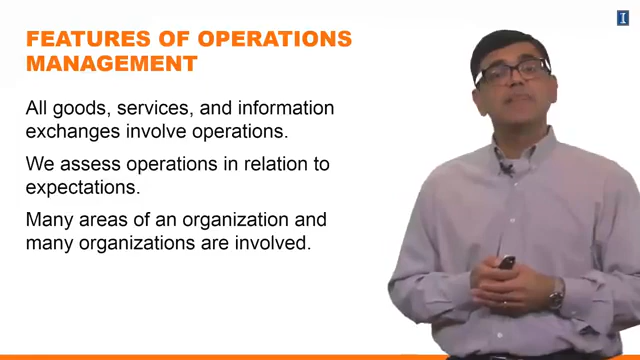 FEATURES OF OPERATIONS
MANAGEMENT
All goods, services, and information
exchanges involve operations.
We assess operations in relation to
expectations.
Many areas of an organization and
many organizations are involved.
I